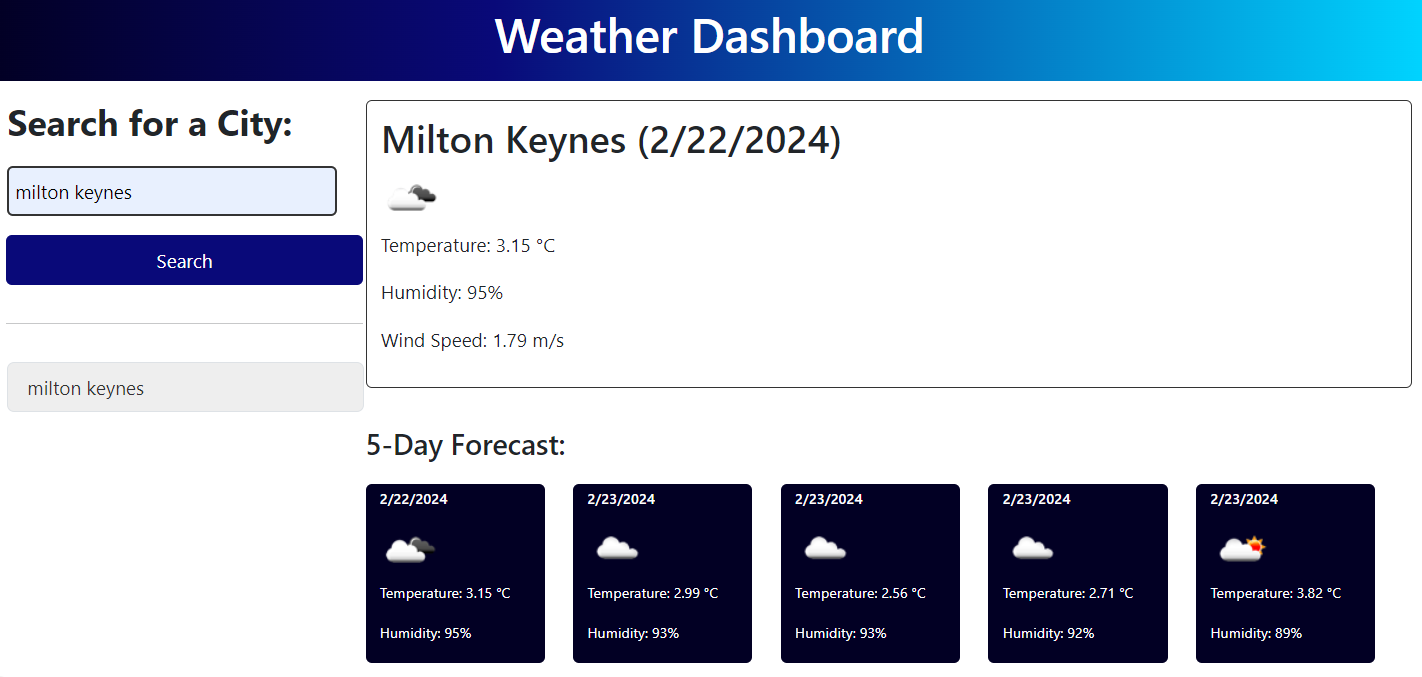 Weather Dashboard
Search for a City:
milton keynes
Search
milton keynes
Milton Keynes (2/22/2024)
Temperature: 3.15 °C
Humidity: 95%
Wind Speed: 1.79 m/s
5-Day Forecast:
2/22/2024
Temperature: 3.15 °C
Humidity: 95%
2/23/2024
Temperature: 2.99 °C
Humidity: 93%
2/23/2024
Temperature: 2.56 °C
Humidity: 93%
2/23/2024
Temperature: 2.71 °C
Humidity: 92%
2/23/2024
Temperature: 3.82 °C
Humidity: 89%